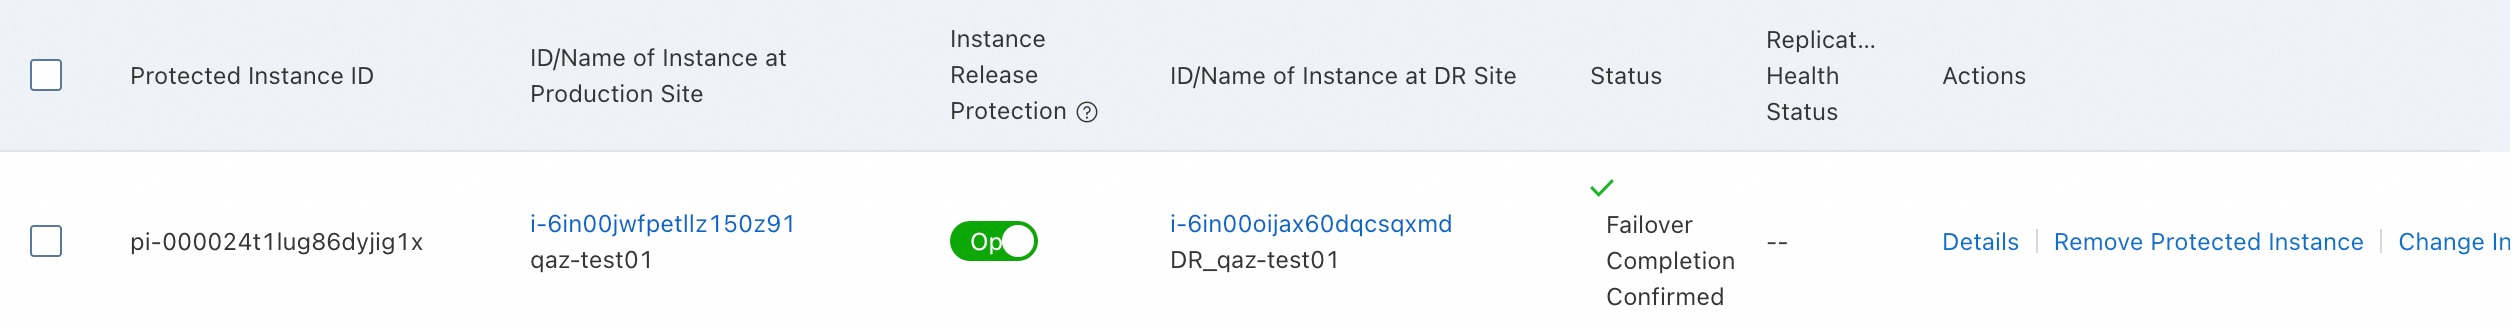 Protected Instance ID
ID/Name of Instance at
Production Site
Instance
Release
Protection ?
ID/Name of Instance at DR Site
Status
Replicat...
Health
Status
Actions
pi-000024t1lug86dyjig1x
i-6in00jwfpetllz150z91
qaz-test01
Op
i-6in00oijax60dqcsqxmd
DR_qaz-test01
Failover
Completion
Confirmed
--
Details
Remove Protected Instance
Change In